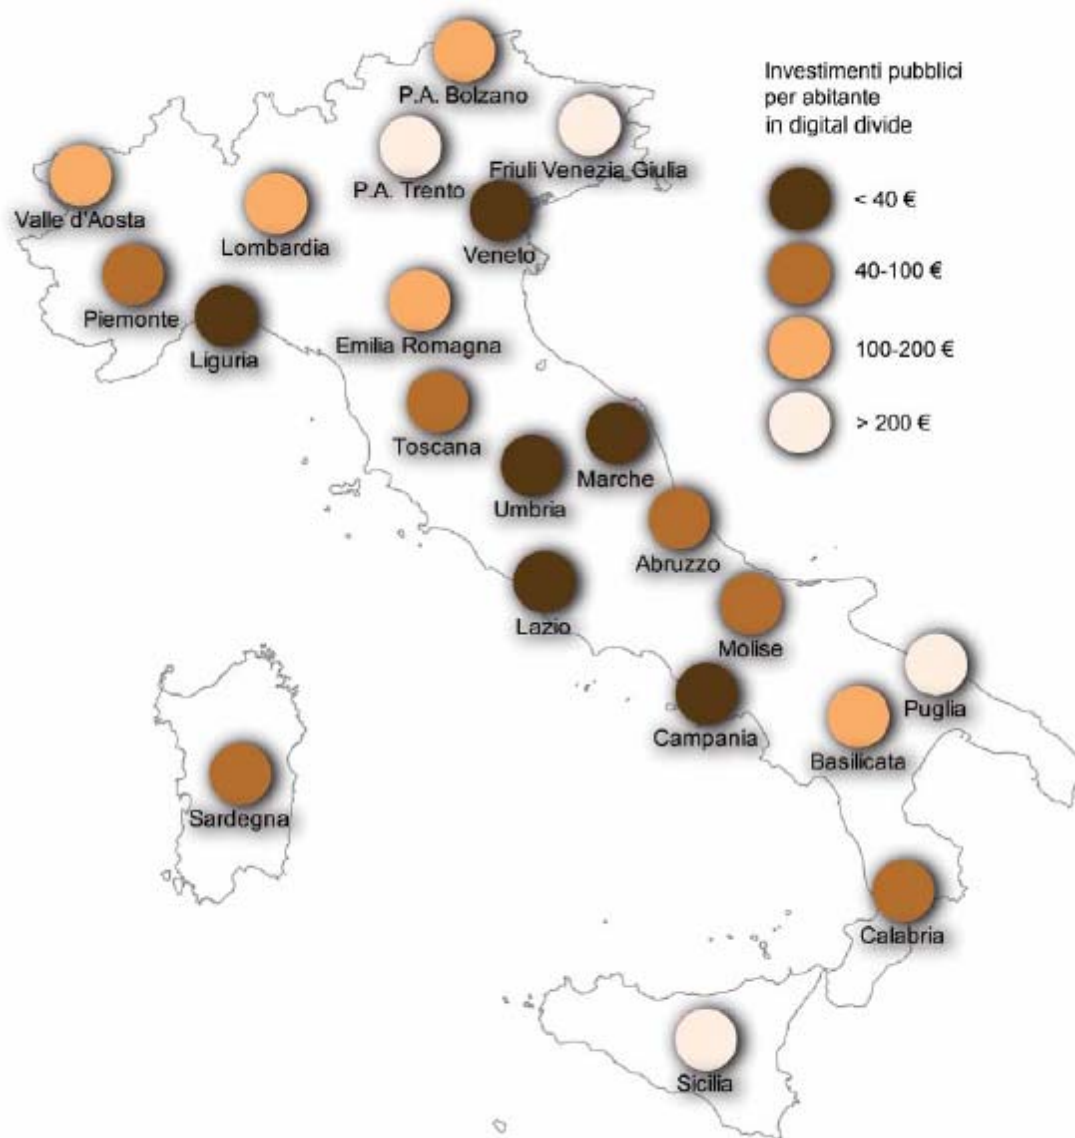 Investimenti pubblici
per abitante
in digital divide
< 40 €
40-100 €
100-200 €
> 200 €
P.A. Bolzano
Friuli Venezia Giulia
P.A. Trento
Valle d'Aosta
Lombardia
Veneto
Piemonte
Emilia Romagna
Liguria
Toscana
Marche
Umbria
Abruzzo
Lazio
Molise
Puglia
Campania
Basilicata
Sardegna
Calabria
Sicilia